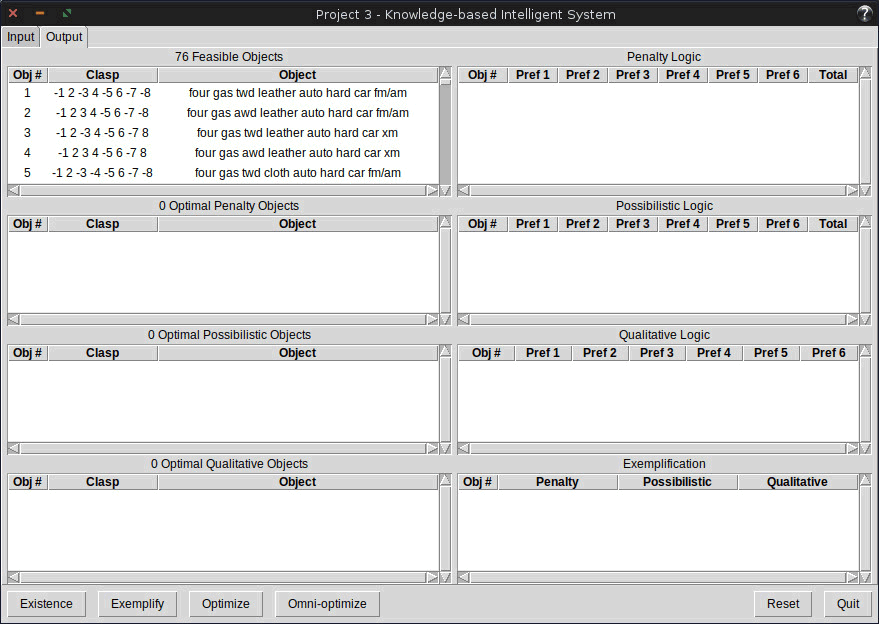 Project 3 - Knowledge-based Intelligent System
?
Input Output
76 Feasible Objects
Obj # Clasp Object
1 -1 2 -3 4 -5 6 -7 -8 four gas twd leather auto hard car fm/am
2 -1 2 3 4 -5 6 -7 -8 four gas awd leather auto hard car fm/am
3 -1 2 -3 4 -5 6 -7 8 four gas twd leather auto hard car xm
4 -1 2 3 4 -5 6 -7 8 four gas awd leather auto hard car xm
5 -1 2 -3 -4 -5 6 -7 -8 four gas twd cloth auto hard car fm/am
Penalty Logic
Obj # Pref 1 Pref 2 Pref 3 Pref 4 Pref 5 Pref 6 Total
0 Optimal Penalty Objects
Obj # Clasp Object
Possibilistic Logic
Obj # Pref 1 Pref 2 Pref 3 Pref 4 Pref 5 Pref 6 Total
0 Optimal Possibilistic Objects
Obj # Clasp Object
Qualitative Logic
Obj # Pref 1 Pref 2 Pref 3 Pref 4 Pref 5 Pref 6
0 Optimal Qualitative Objects
Obj # Clasp Object
Exemplification
Obj # Penalty Possibilistic Qualitative
Existence Exemplify Optimize Omni-optimize Reset Quit